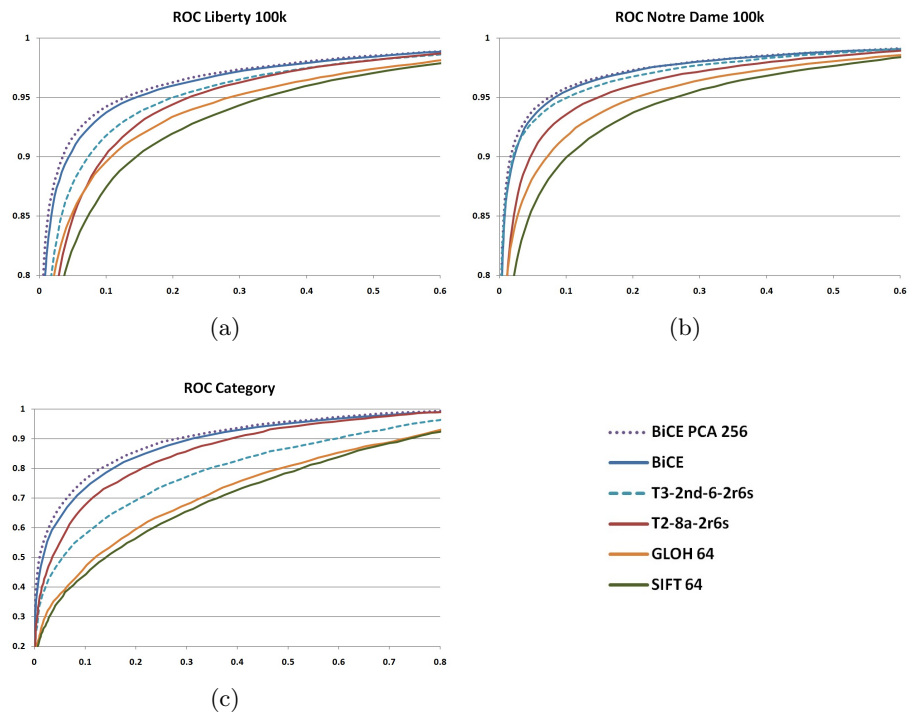 ROC Liberty 100k
1
0.95
0.9
0.85
0.8
0 0.1 0.2 0.3 0.4 0.5 0.6
(a)
ROC Notre Dame 100k
1
0.95
0.9
0.85
0.8
0 0.1 0.2 0.3 0.4 0.5 0.6
(b)
ROC Category
1
0.9
0.8
0.7
0.6
0.5
0.4
0.3
0.2
0 0.1 0.2 0.3 0.4 0.5 0.6 0.7 0.8
(c)
BiCE PCA 256
BiCE
T3-2nd-6-2r6s
T2-8a-2r6s
GLOH 64
SIFT 64